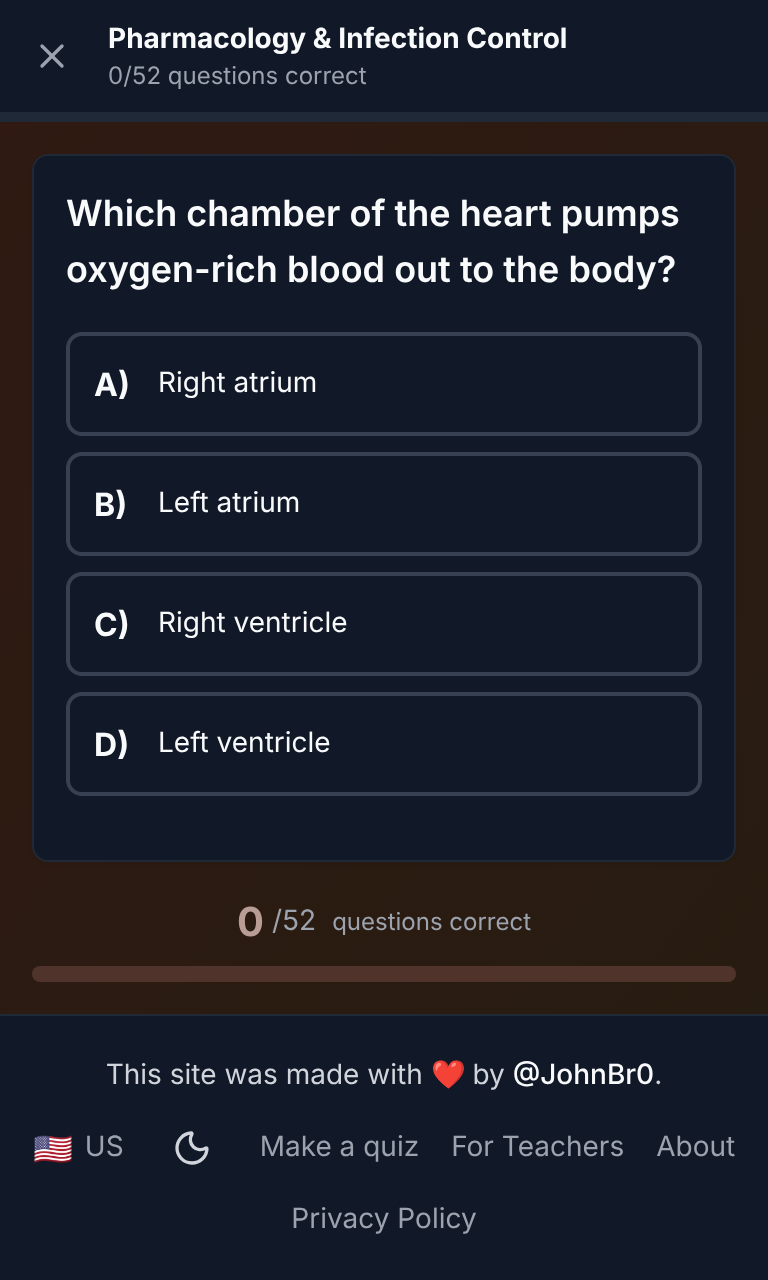 Pharmacology & Infection Control
0/52 questions correct
Which chamber of the heart pumps
oxygen-rich blood out to the body?
A) Right atrium
B) Left atrium
C) Right ventricle
D) Left ventricle
0 /52 questions correct
This site was made with ❤️ by @JohnBr0.
🇺🇸 US Make a quiz For Teachers About
Privacy Policy